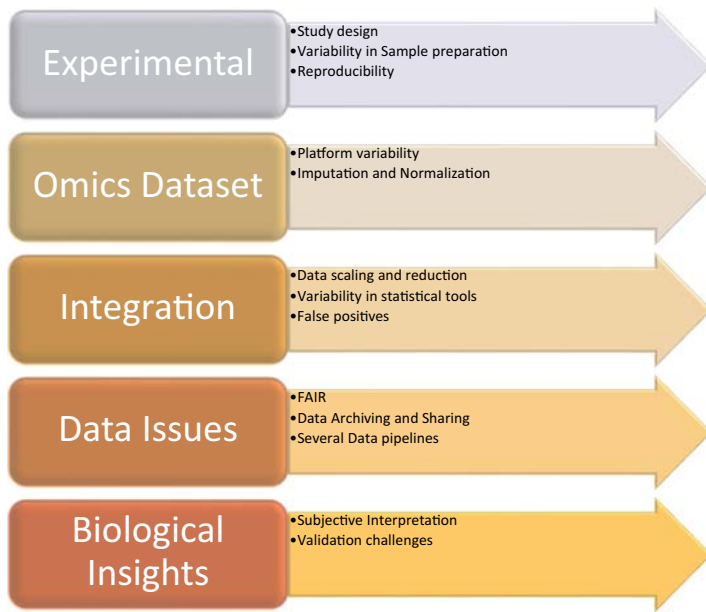 Experimental
•Study design
•Variability in Sample preparation
•Reproducibility
Omics Dataset
•Platform variability
•Imputation and Normalization
Integration
•Data scaling and reduction
•Variability in statistical tools
•False positives
Data Issues
•FAIR
•Data Archiving and Sharing
•Several Data pipelines
Biological
Insights
•Subjective Interpretation
•Validation challenges